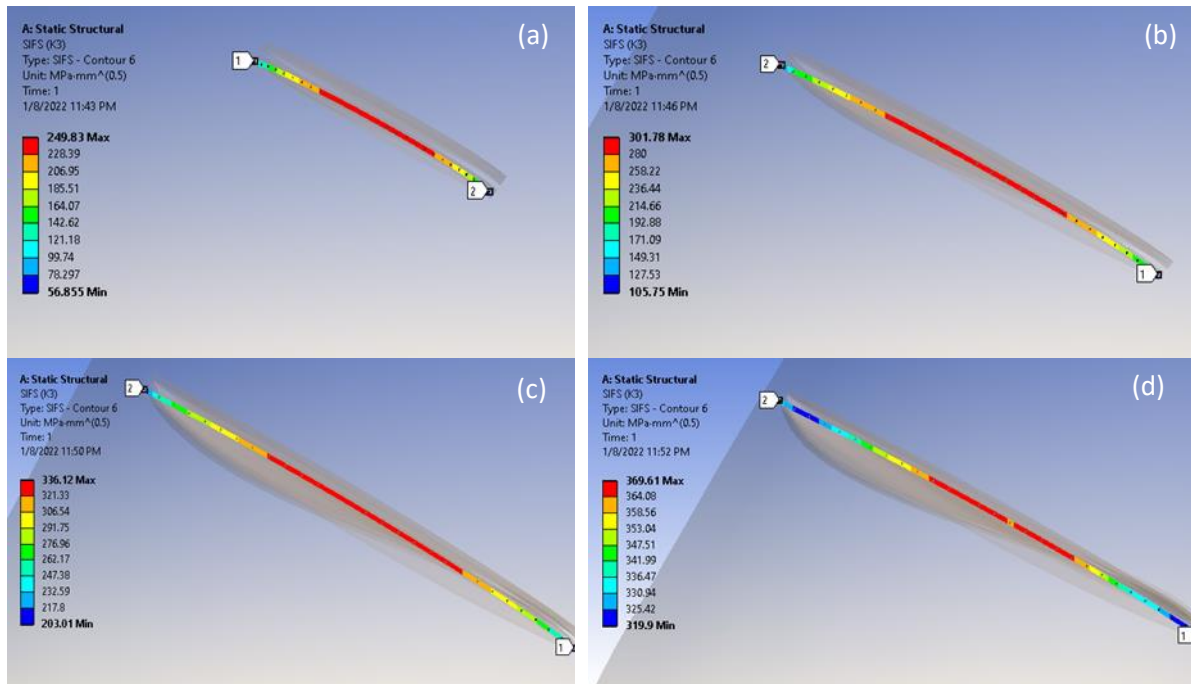 A: Static Structural
SIFS (K3)
Type: SIFS - Contour 6
Unit: MPa-mm^(0.5)
Time: 1
1/8/2022 11:43 PM
249.83 Max
228.39
206.95
185.51
164.07
142.62
121.18
99.74
78.297
56.855 Min
1
2
(a)
A: Static Structural
SIFS (K3)
Type: SIFS - Contour 6
Unit: MPa-mm^(0.5)
Time: 1
1/8/2022 11:46 PM
301.78 Max
280
258.22
236.44
214.66
192.88
171.09
149.31
127.53
105.75 Min
2
1
(b)
A: Static Structural
SIFS (K3)
Type: SIFS - Contour 6
Unit: MPa-mm^(0.5)
Time: 1
1/8/2022 11:50 PM
336.12 Max
321.33
306.54
291.75
276.96
262.17
247.38
232.59
217.8
203.01 Min
2
1
(c)
A: Static Structural
SIFS (K3)
Type: SIFS - Contour 6
Unit: MPa-mm^(0.5)
Time: 1
1/8/2022 11:52 PM
369.61 Max
364.08
358.56
353.04
347.51
341.99
336.47
330.94
325.42
319.9 Min
2
1
(d)